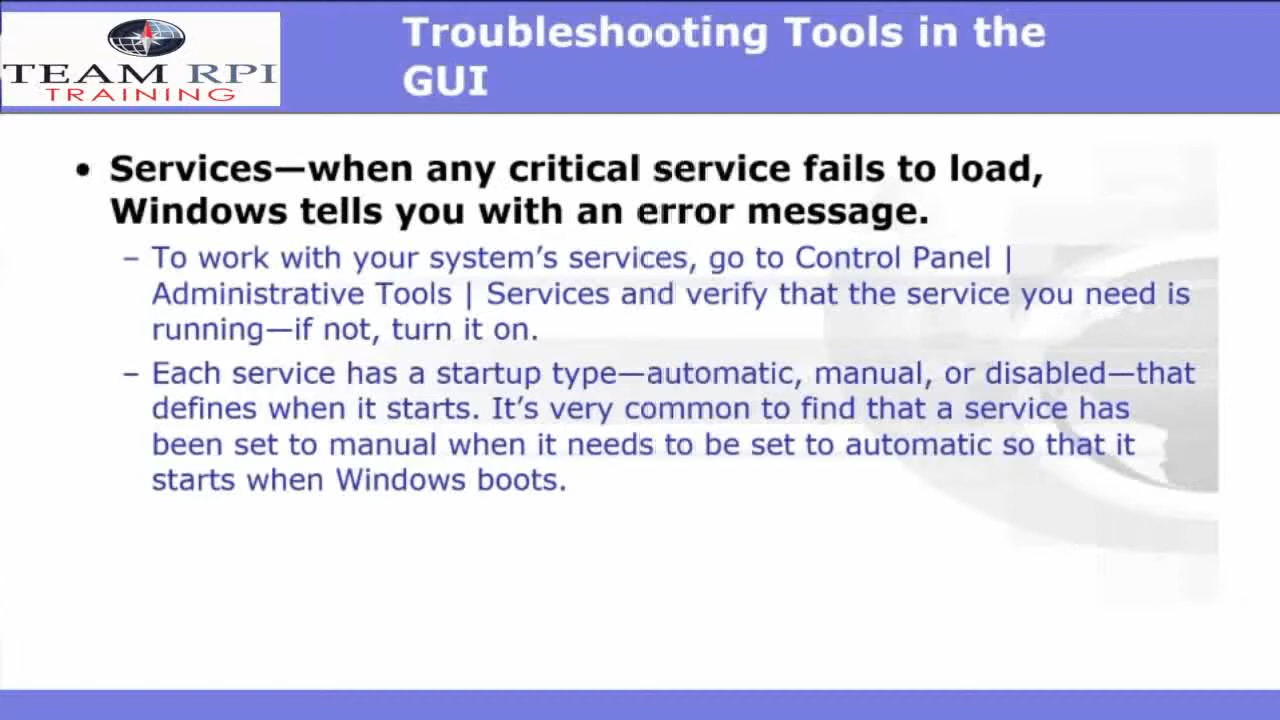 TEAM RPI
TRAINING
Troubleshooting Tools in the
GUI
• Services—when any critical service fails to load,
Windows tells you with an error message.
– To work with your system’s services, go to Control Panel |
Administrative Tools | Services and verify that the service you need is
running—if not, turn it on.
– Each service has a startup type—automatic, manual, or disabled—that
defines when it starts. It’s very common to find that a service has
been set to manual when it needs to be set to automatic so that it
starts when Windows boots.